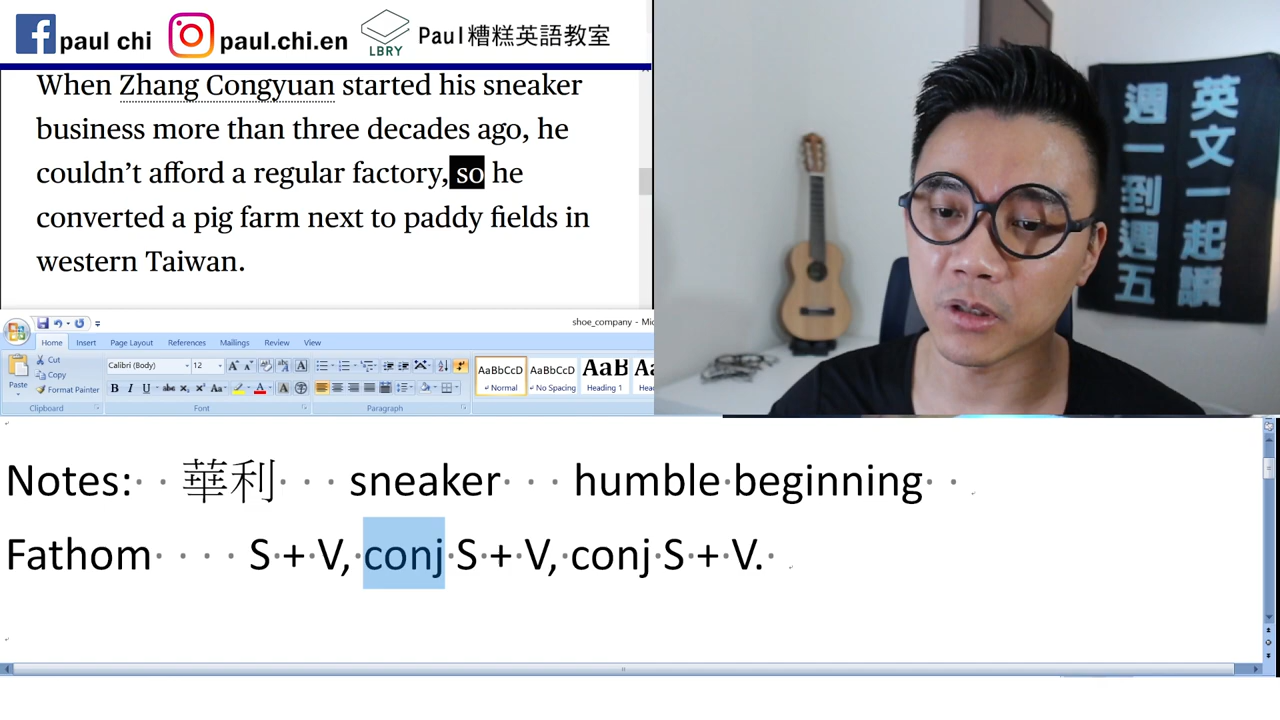 paul chi paul.chi.en LBRY Paul糟糕英語教室
When Zhang Congyuan started his sneaker
business more than three decades ago, he
couldn't afford a regular factory, so he
converted a pig farm next to paddy fields in
western Taiwan.
英文一起讀
週一到週五
shoe_company - Mic
Home Insert Page Layout References Mailings Review View
Paste Cut Copy Format Painter
Calibri (Body) 12
AaBbCcD AaBbCcD AaB AaB
Normal No Spacing Heading 1 Hea
Clipboard Font Paragraph
Notes: 華利 sneaker humble beginning
Fathom S + V, conj S + V, conj S + V.